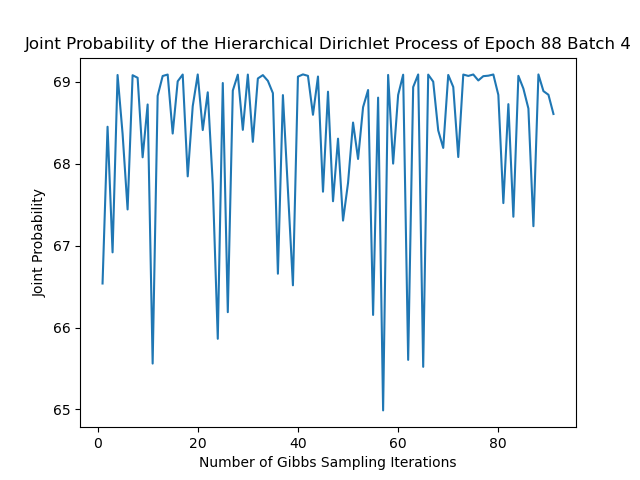 Joint Probability of the Hierarchical Dirichlet Process of Epoch 88 Batch 4
69
68
67
66
65
Joint Probability
0 20 40 60 80
Number of Gibbs Sampling Iterations